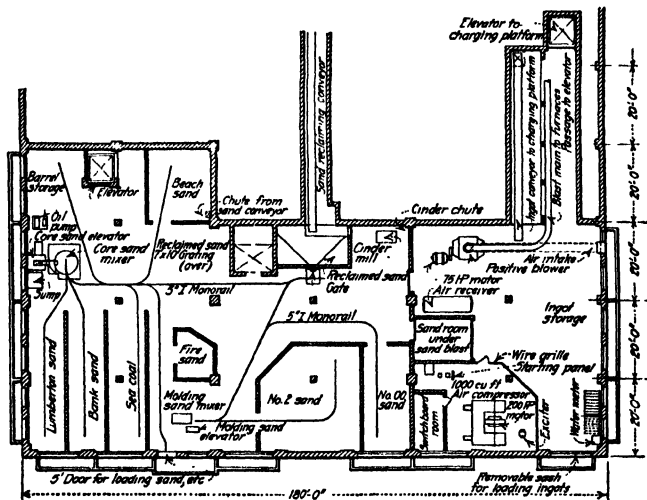 Elevator to
charging platform
Sand reclaiming conveyor
Ingot conveyor to charging platform
Blast main to furnaces
Passage to elevator
20'-0"
20'-0"
20'-0"
20'-0"
20'-0"
Barrel
storage
Elevator
Beach
sand
Chute from
sand conveyor
Cinder chute
Oil
pump
Core sand elevator
Core sand
mixer
Reclaimed sand
7'x10' Grating
(over)
Cinder
mill
Air intake
Positive blower
Sump
Reclaimed sand
Gate
75 HP motor
Air receiver
5" I Monorail
5" I Monorail
Ingot
storage
Sand room
under
sand blast
Lumberton sand
Bank sand
Sea coal
Fire
sand
Wire grille
Starting panel
1000 cu ft
Air compressor
200 HP
motor
Molding
sand mixer
No. 2 sand
No. 00
sand
Molding sand
elevator
Switchboard
room
Exciter
Water meter
5' Door for loading sand, etc
Removable sash
for loading ingots
180'-0"